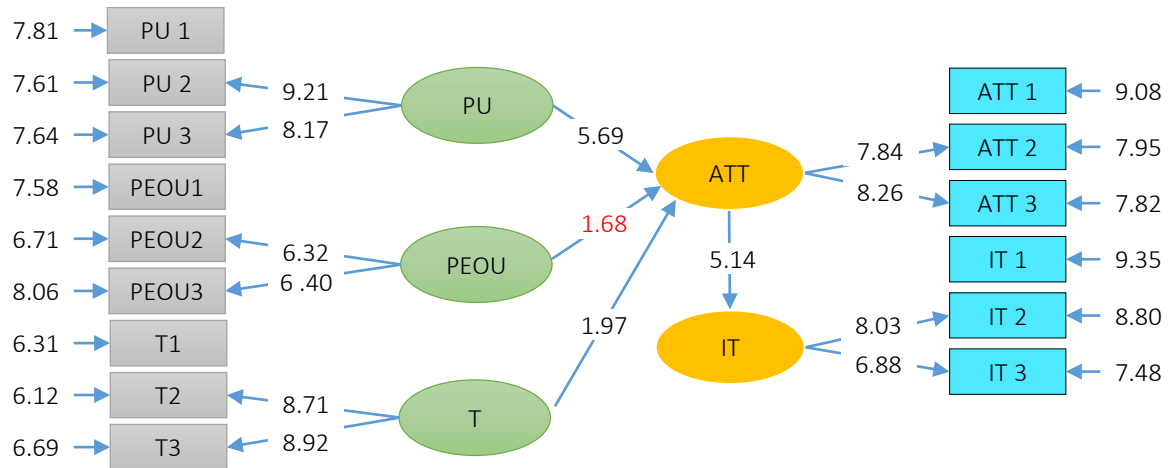 7.81 PU 1
7.61 PU 2
7.64 PU 3
7.58 PEOU1
6.71 PEOU2
8.06 PEOU3
6.31 T1
6.12 T2
6.69 T3
9.21
8.17
6.32
6 .40
8.71
8.92
PU
PEOU
T
5.69
1.68
1.97
ATT
5.14
IT
7.84
8.26
8.03
6.88
ATT 1 9.08
ATT 2 7.95
ATT 3 7.82
IT 1 9.35
IT 2 8.80
IT 3 7.48